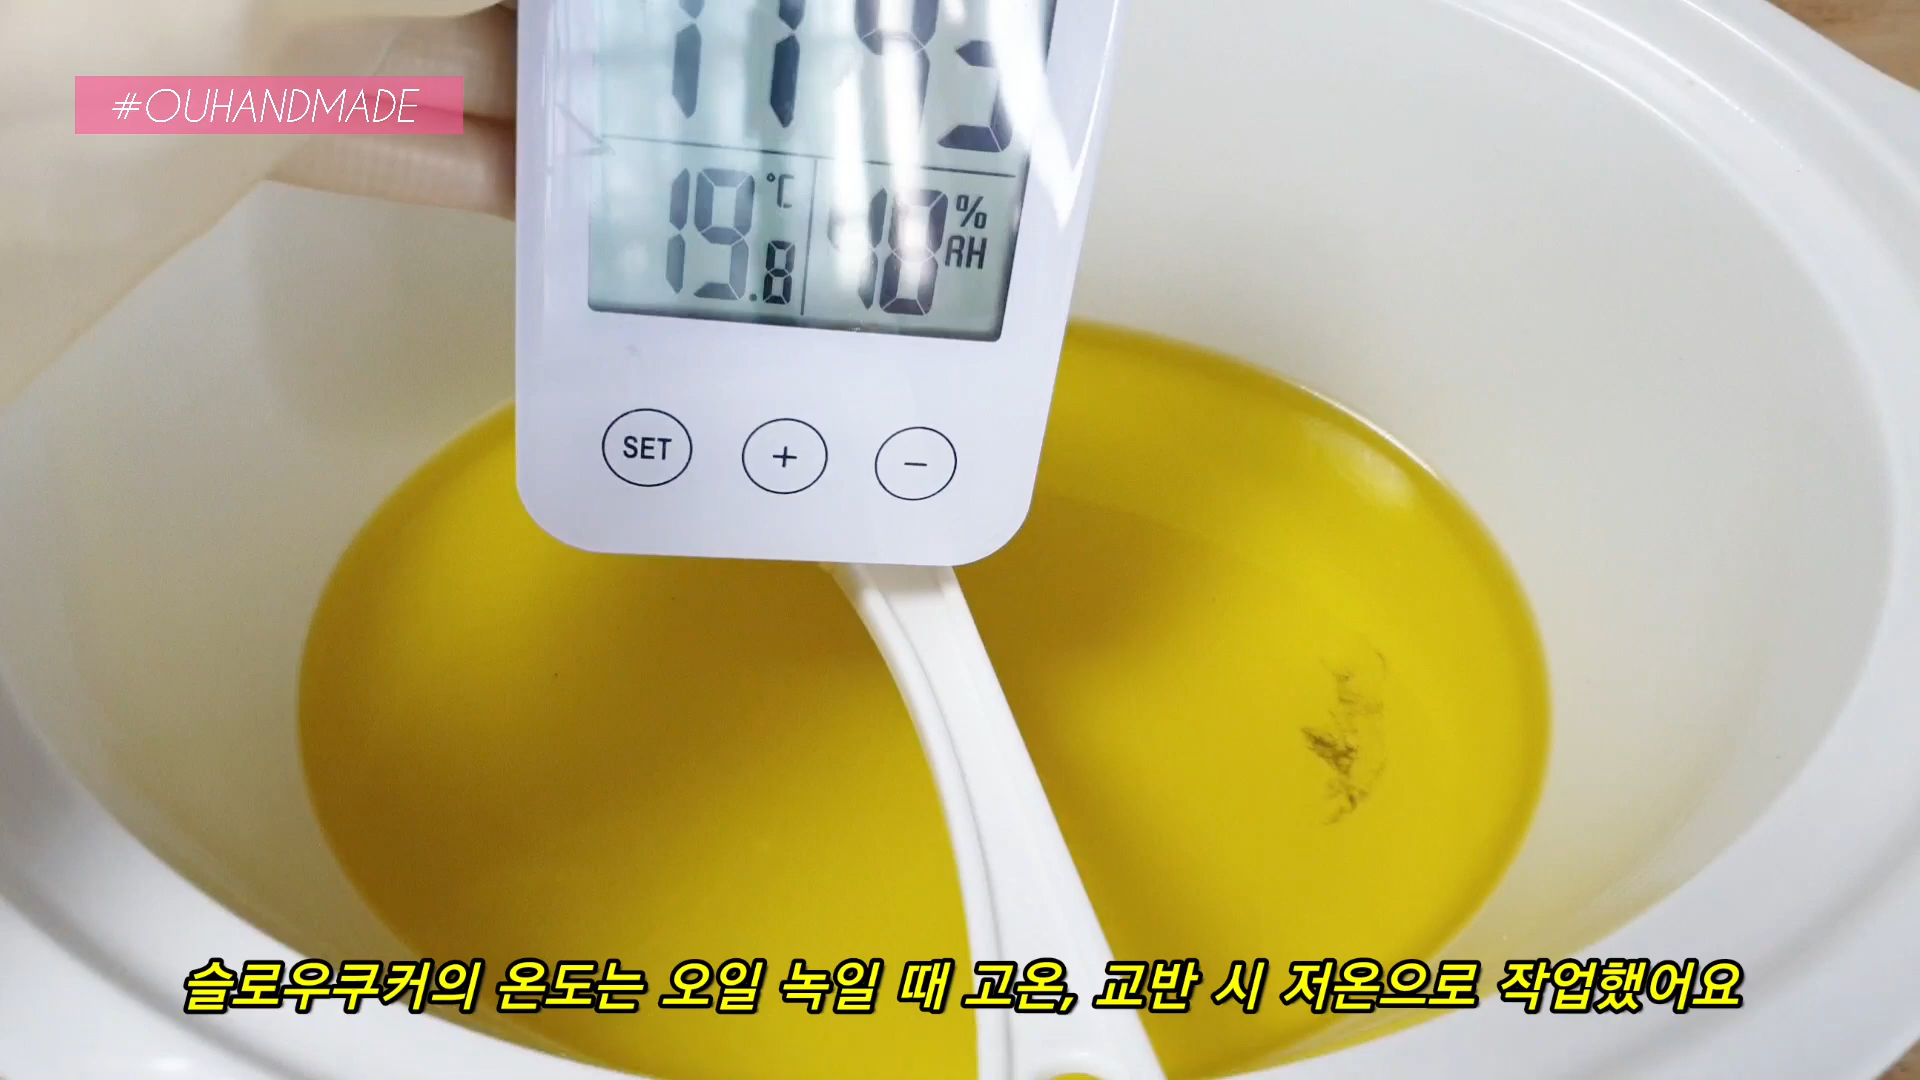 #OUHANDMADE
19.8 °C
% RH
SET + −
슬로우쿠커의 온도는 오일 녹일 때 고온, 교반 시 저온으로 작업했어요